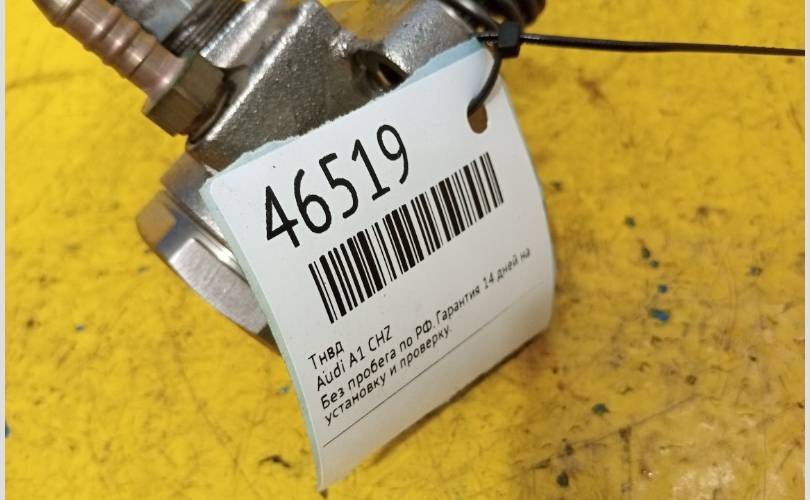 46519
Тнвд
Audi A1 CHZ
Без пробега по РФ. Гарантия 14 дней на
установку и проверку.